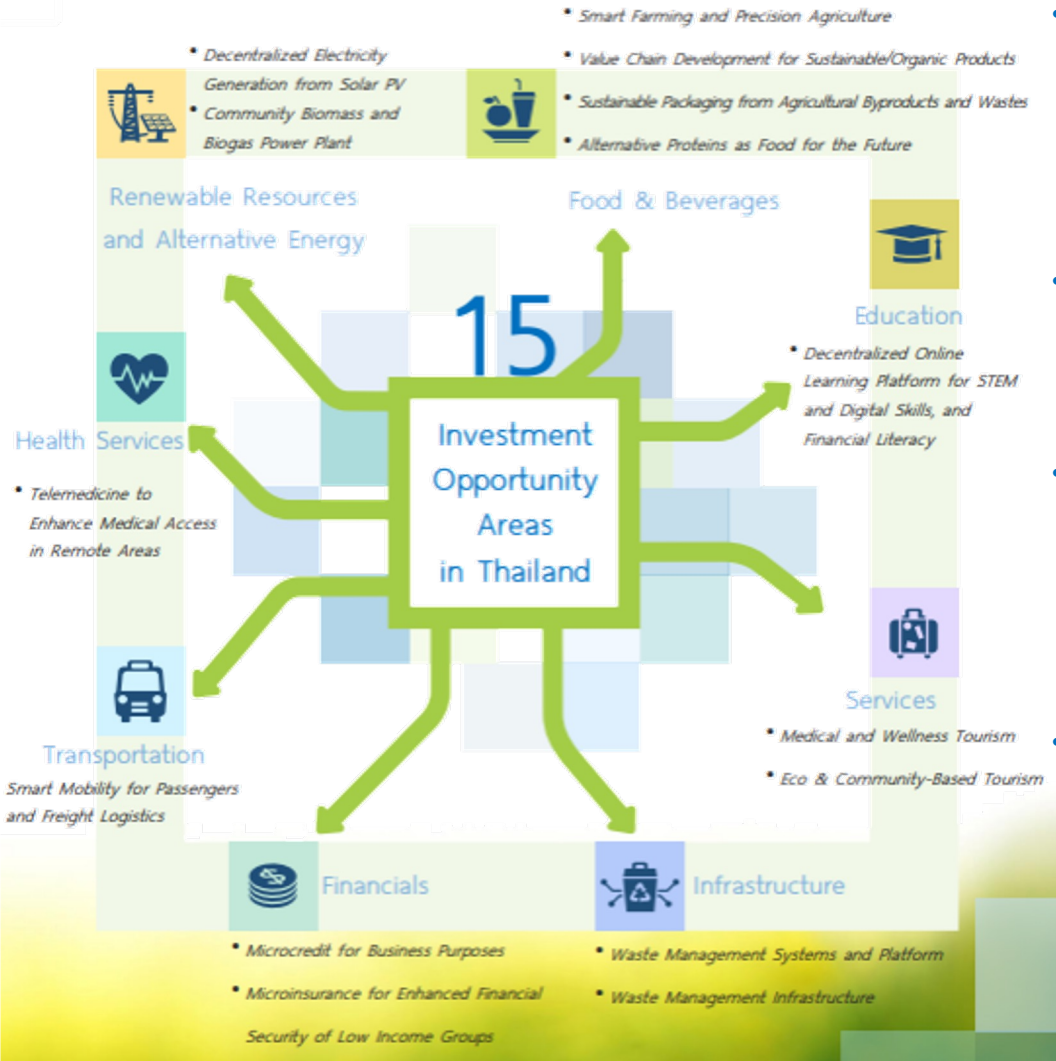 • Smart Farming and Precision Agriculture
• Value Chain Development for Sustainable/Organic Products
• Sustainable Packaging from Agricultural Byproducts and Wastes
• Alternative Proteins as Food for the Future
• Decentralized Electricity
Generation from Solar PV
• Community Biomass and
Biogas Power Plant
Renewable Resources
and Alternative Energy
Food & Beverages
Education
• Decentralized Online
Learning Platform for STEM
and Digital Skills, and
Financial Literacy
15
Investment
Opportunity
Areas
in Thailand
Health Services
• Telemedicine to
Enhance Medical Access
in Remote Areas
Services
• Medical and Wellness Tourism
• Eco & Community-Based Tourism
Transportation
Smart Mobility for Passengers
and Freight Logistics
Financials
• Microcredit for Business Purposes
• Microinsurance for Enhanced Financial
Security of Low Income Groups
Infrastructure
• Waste Management Systems and Platform
• Waste Management Infrastructure